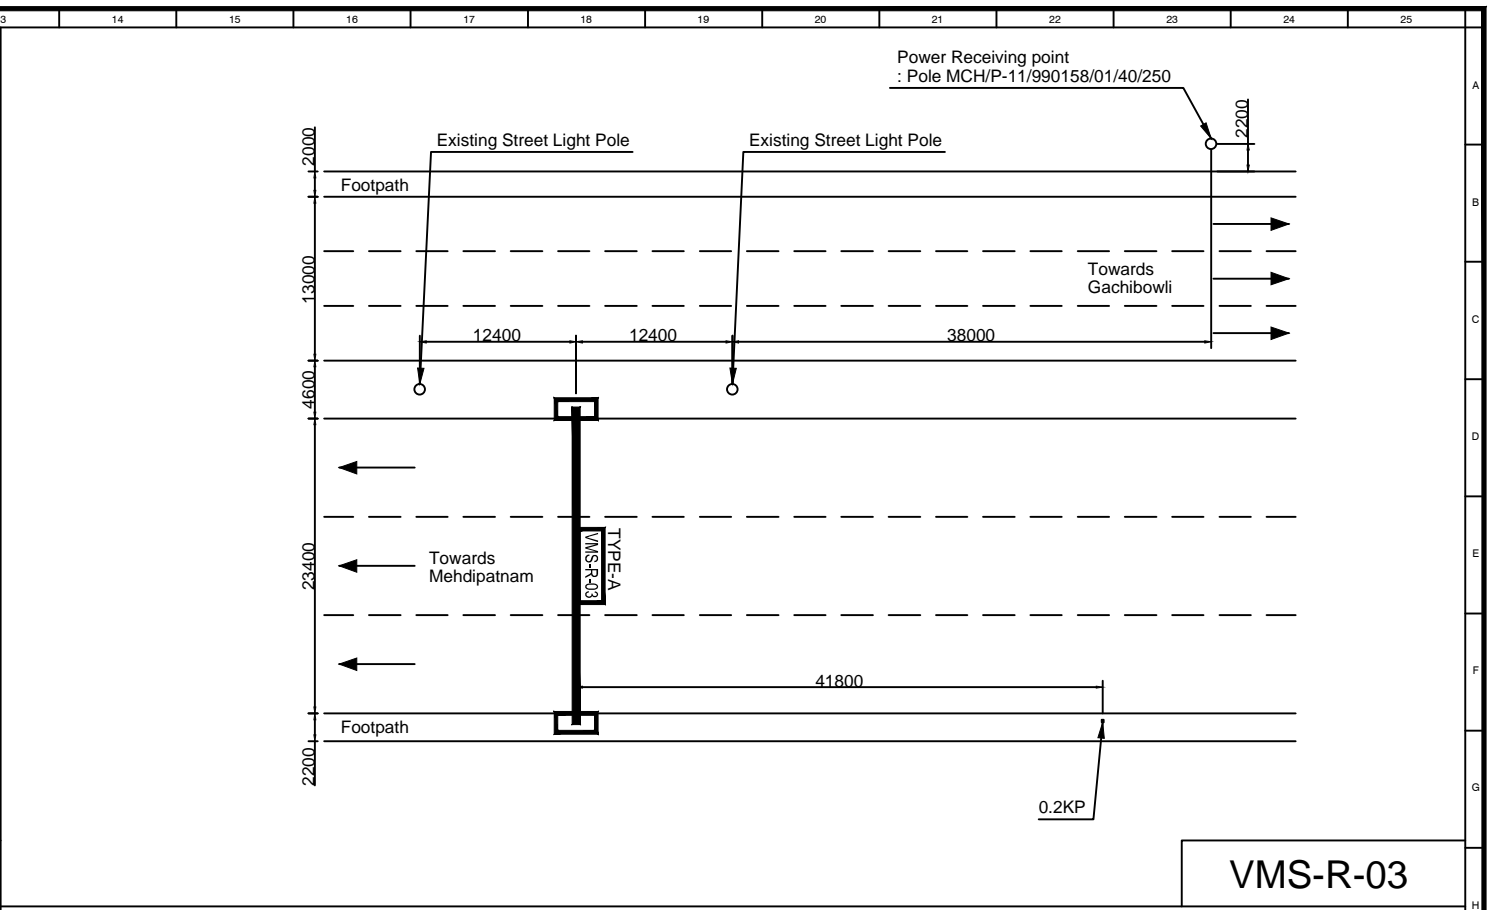 3
14
15
16
17
18
19
20
21
22
23
24
25
Power Receiving point
: Pole MCH/P-11/990158/01/40/250
A
2200
2000
Existing Street Light Pole
Existing Street Light Pole
Footpath
B
13000
Towards
Gachibowli
C
12400
12400
38000
4600
D
23400
Towards
Mehdipatnam
TYPE-A
VMS-R-03
E
41800
F
Footpath
2200
0.2KP
G
VMS-R-03
H